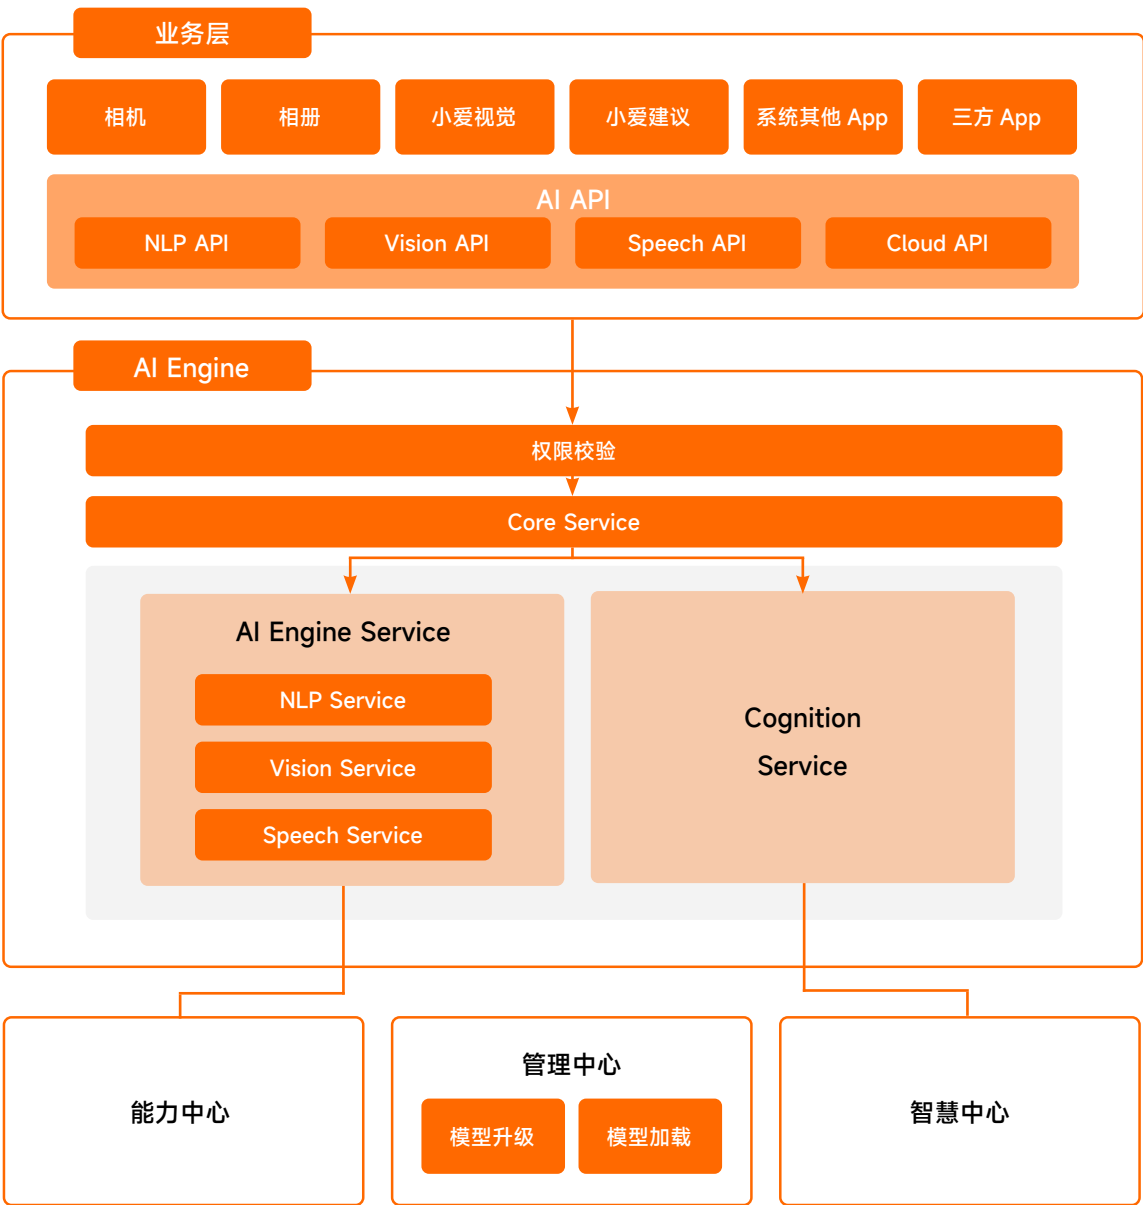 业务层
相机
相册
小爱视觉
小爱建议
系统其他 App
三方 App
AI API
NLP API
Vision API
Speech API
Cloud API
AI Engine
权限校验
Core Service
AI Engine Service
NLP Service
Vision Service
Speech Service
Cognition
Service
能力中心
管理中心
模型升级
模型加载
智慧中心